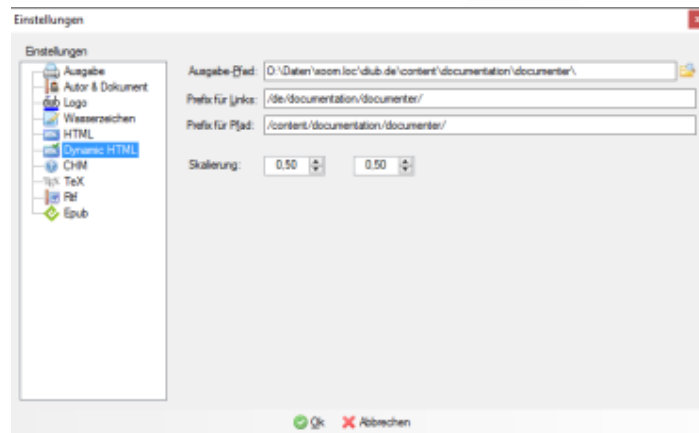 Einstellungen
Einstellungen
Ausgabe
Autor & Dokument
Logo
Wasserzeichen
HTML
Dynamic HTML
CHM
TeX
Rtf
Epub
Ausgabe-Pfad: D:\Daten\xoom.loc\diub.de\content\documentation\documenter\
Prefix für Links: /de/documentation/documenter/
Prefix für Pfad: /content/documentation/documenter/
Skalierung: 0,50 0,50
Ok Abbrechen